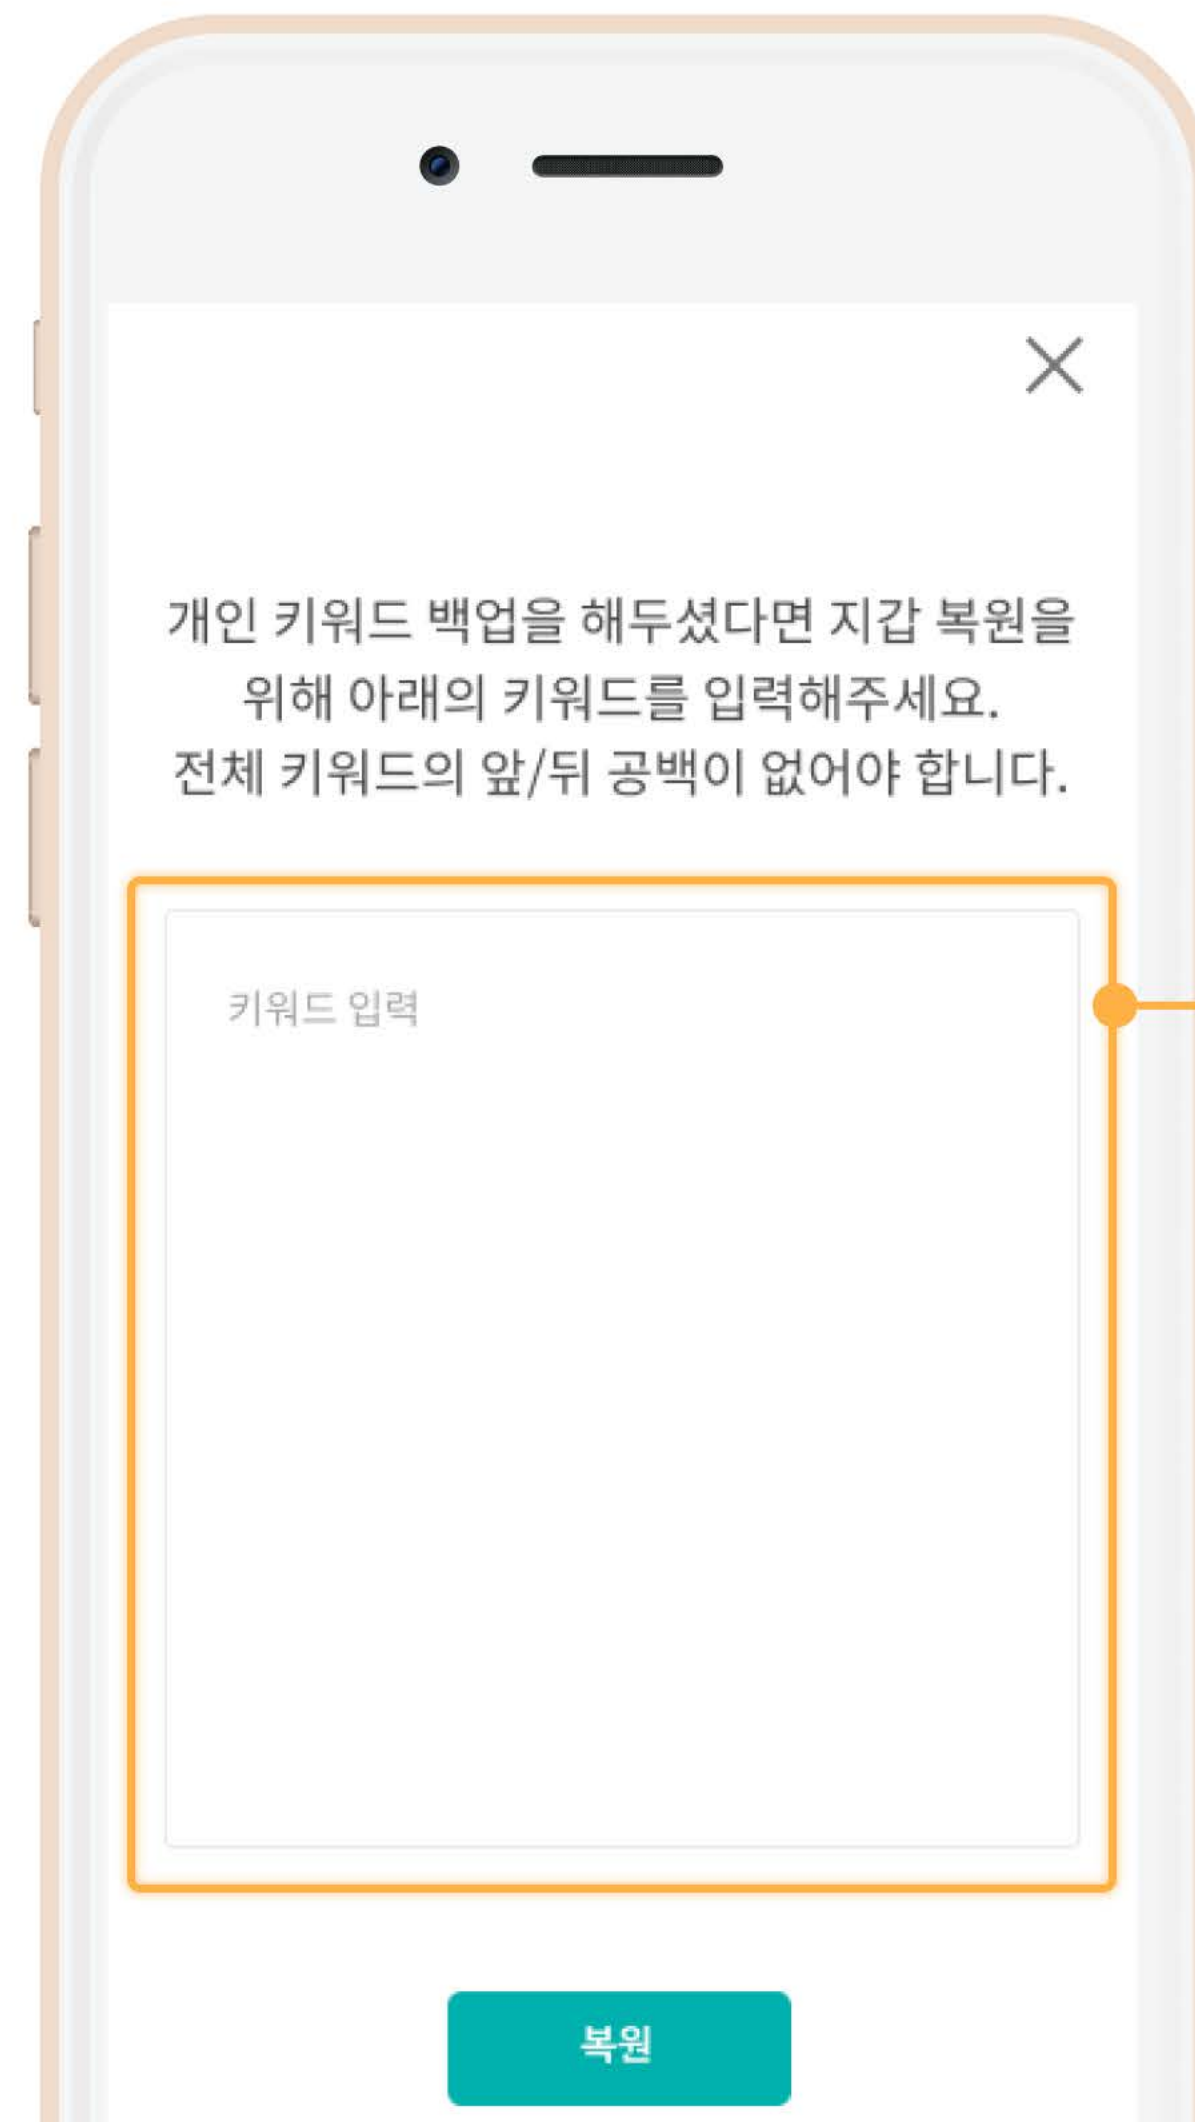 개인 키워드 백업을 해두셨다면 지갑 복원을
위해 아래의 키워드를 입력해주세요.
전체 키워드의 앞/뒤 공백이 없어야 합니다.
키워드 입력
복원